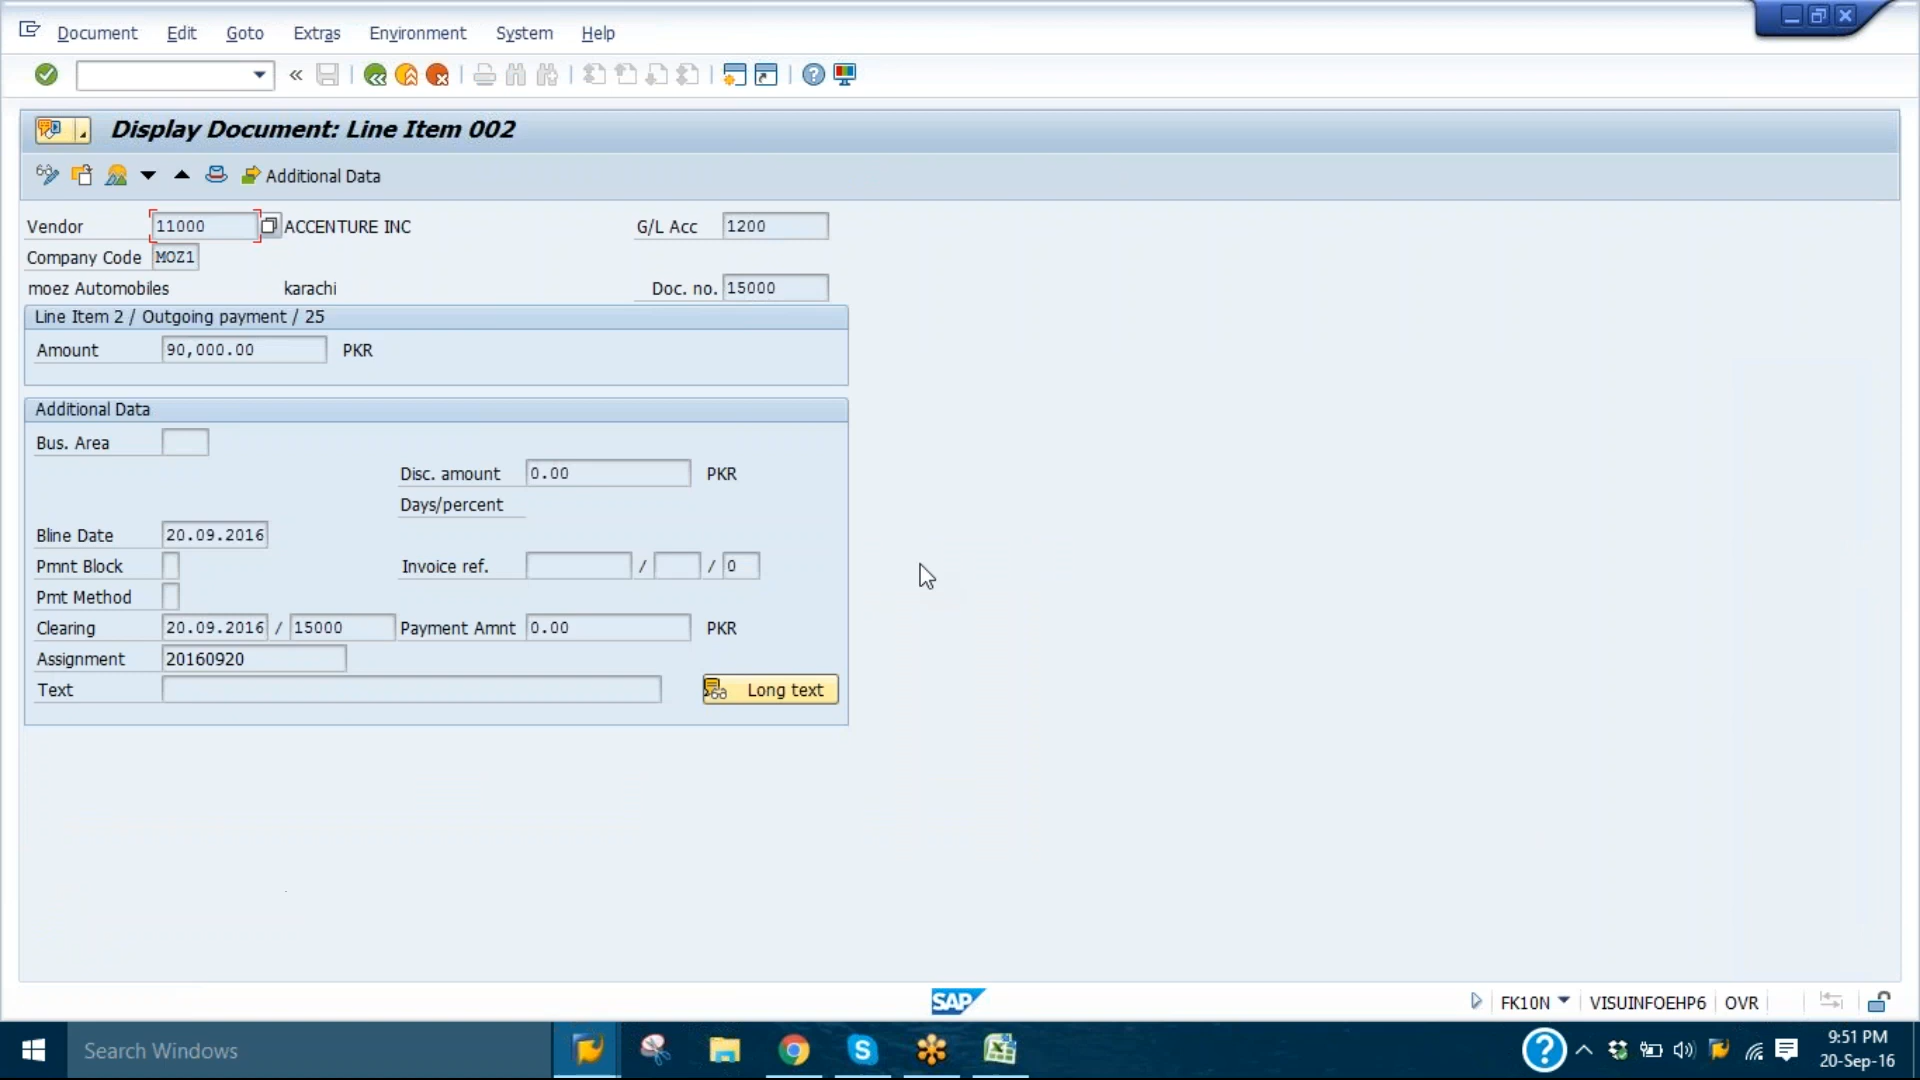 Document Edit Goto Extras Environment System Help
Display Document: Line Item 002
Additional Data
Vendor 11000 ACCENTURE INC G/L Acc 1200
Company Code MOZ1
moez Automobiles karachi Doc. no. 15000
Line Item 2 / Outgoing payment / 25
Amount 90,000.00 PKR
Additional Data
Bus. Area
Disc. amount 0.00 PKR
Days/percent
Bline Date 20.09.2016
Pmnt Block Invoice ref. / / 0
Pmt Method
Clearing 20.09.2016 / 15000 Payment Amnt 0.00 PKR
Assignment 20160920
Text Long text
SAP FK10N VISUINFOEHP6 OVR
Search Windows
9:51 PM
20-Sep-16